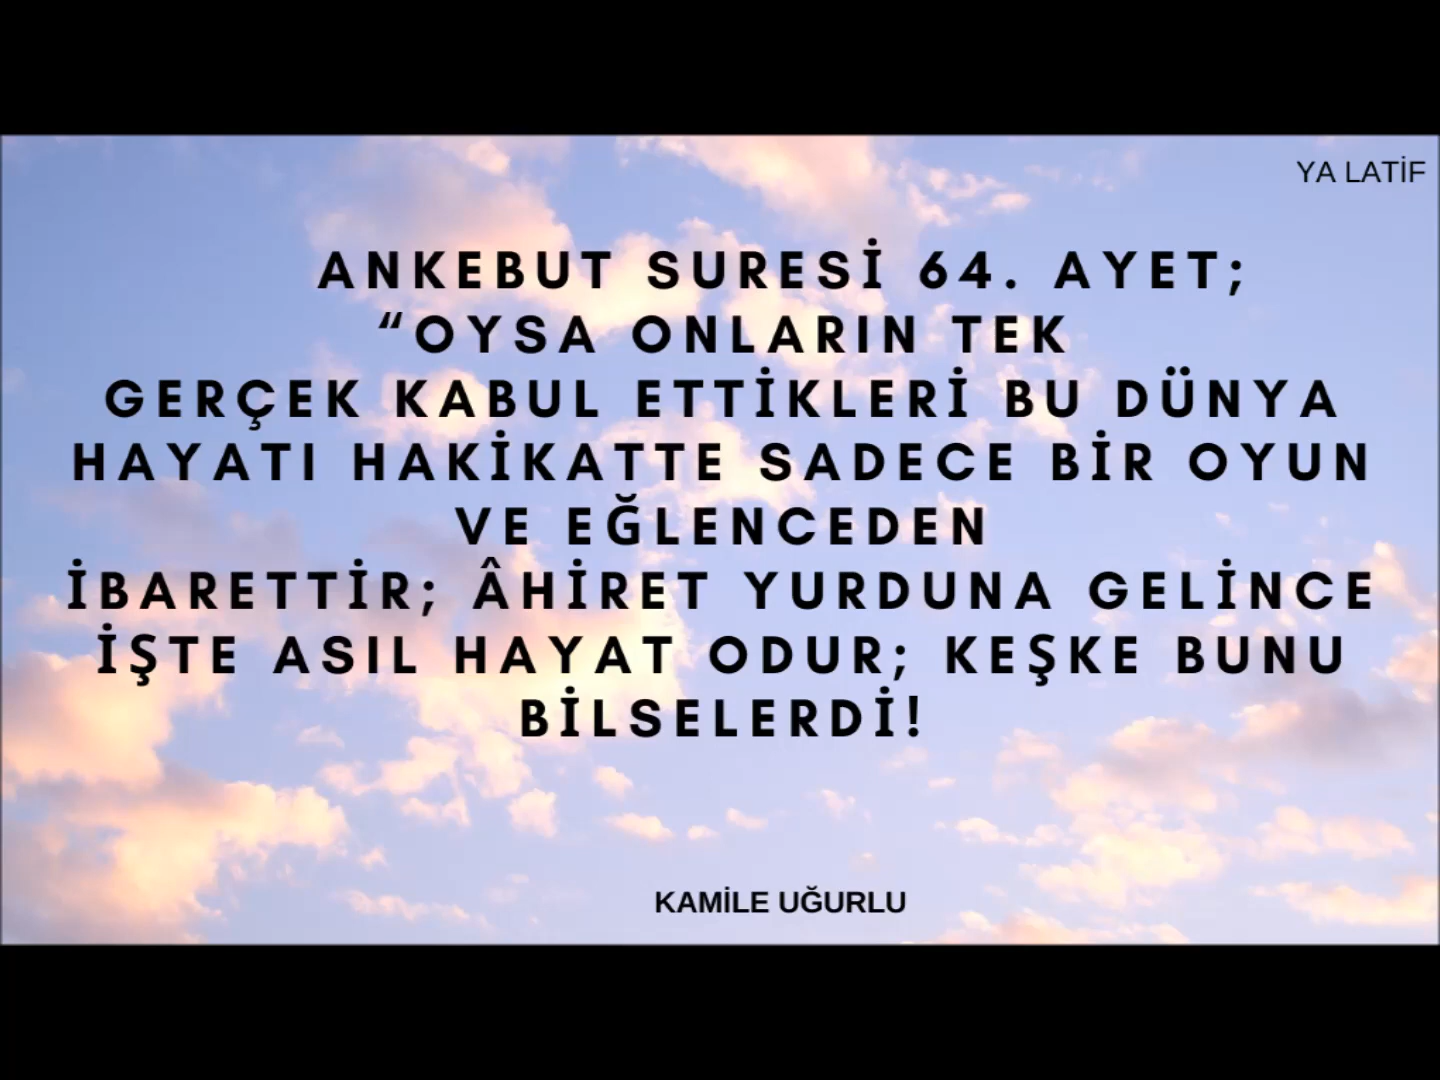 YA LATİF
ANKEBUT SURESİ 64. AYET;
“OYSA ONLARIN TEK
GERÇEK KABUL ETTİKLERİ BU DÜNYA
HAYATI HAKİKATTE SADECE BİR OYUN
VE EĞLENCEDEN
İBARETTİR; ÂHİRET YURDUNA GELİNCE
İŞTE ASIL HAYAT ODUR; KEŞKE BUNU
BİLSELERDİ!
KAMİLE UĞURLU